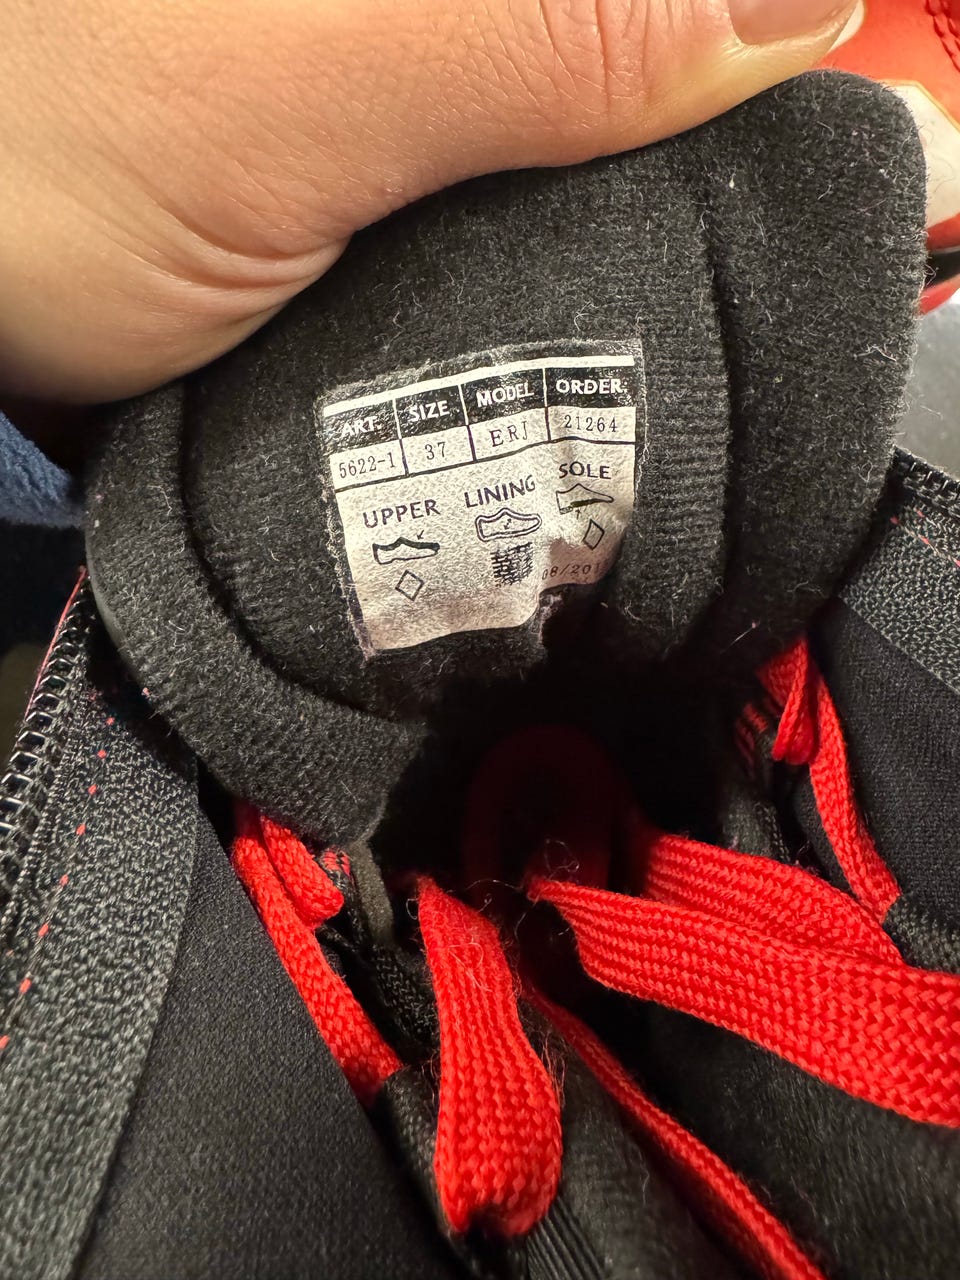 ART. SIZE MODEL ORDER
5622-1 37 ERJ 21264
UPPER LINING SOLE